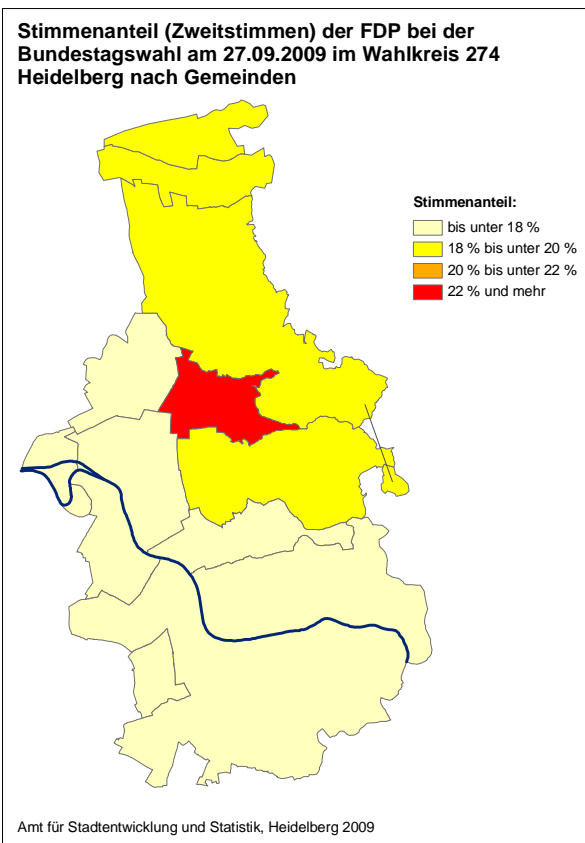 Stimmenanteil (Zweitstimmen) der FDP bei der
Bundestagswahl am 27.09.2009 im Wahlkreis 274
Heidelberg nach Gemeinden
Stimmenanteil:
bis unter 18 %
18 % bis unter 20 %
20 % bis unter 22 %
22 % und mehr
Amt für Stadtentwicklung und Statistik, Heidelberg 2009